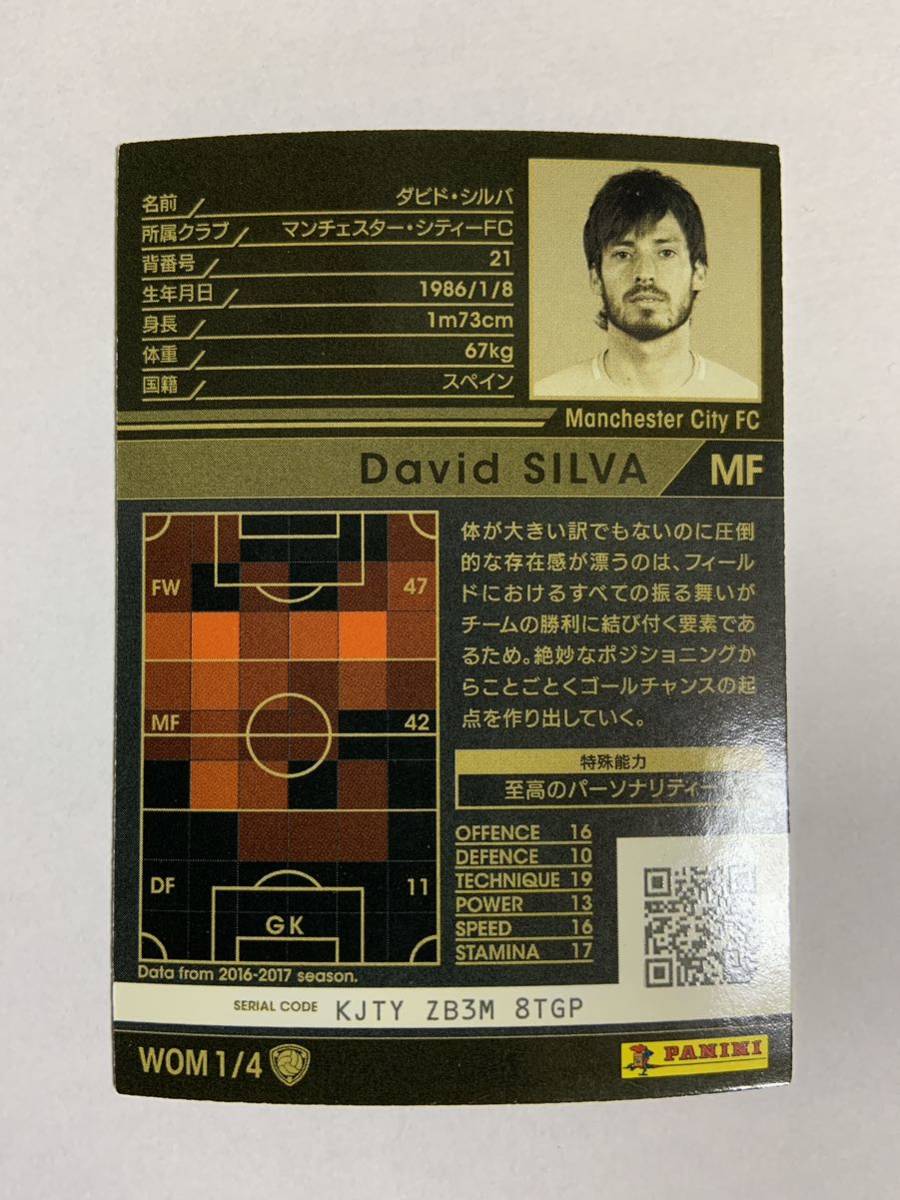 名前 ダビド・シルバ
所属クラブ マンチェスター・シティーFC
背番号 21
生年月日 1986/1/8
身長 1m73cm
体重 67kg
国籍 スペイン
Manchester City FC
David SILVA MF
FW 47
MF 42
DF 11
GK
Data from 2016-2017 season.
体が大きい訳でもないのに圧倒
的な存在感が漂うのは、フィール
ドにおけるすべての振る舞いが
チームの勝利に結び付く要素であ
るため。絶妙なポジショニングか
らことごとくゴールチャンスの起
点を作り出していく。
特殊能力
至高のパーソナリティー
OFFENCE 16
DEFENCE 10
TECHNIQUE 19
POWER 13
SPEED 16
STAMINA 17
SERIAL CODE KJTY ZB3M 8TGP
WOM 1/4
PANINI